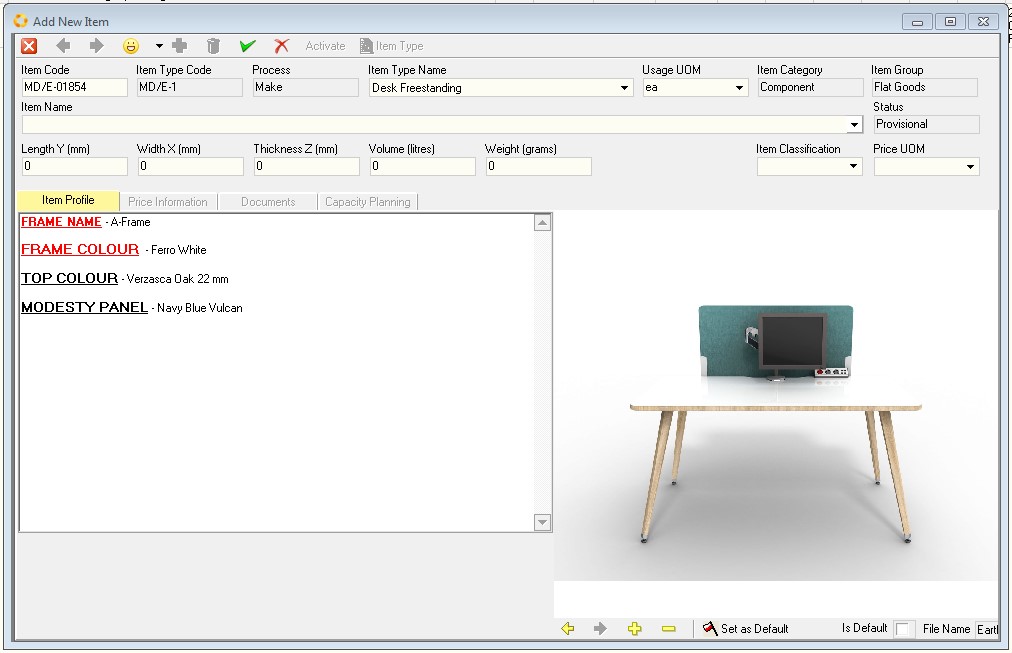 Add New Item
Activate Item Type
Item Code Item Type Code Process Item Type Name Usage UOM Item Category Item Group
MD/E-01854 MD/E-1 Make Desk Freestanding ea Component Flat Goods
Item Name Status
Provisional
Length Y (mm) Width X (mm) Thickness Z (mm) Volume (litres) Weight (grams) Item Classification Price UOM
0 0 0 0 0
Item Profile Price Information Documents Capacity Planning
FRAME NAME - A-Frame
FRAME COLOUR - Ferro White
TOP COLOUR - Verzasca Oak 22 mm
MODESTY PANEL - Navy Blue Vulcan
Set as Default Is Default File Name